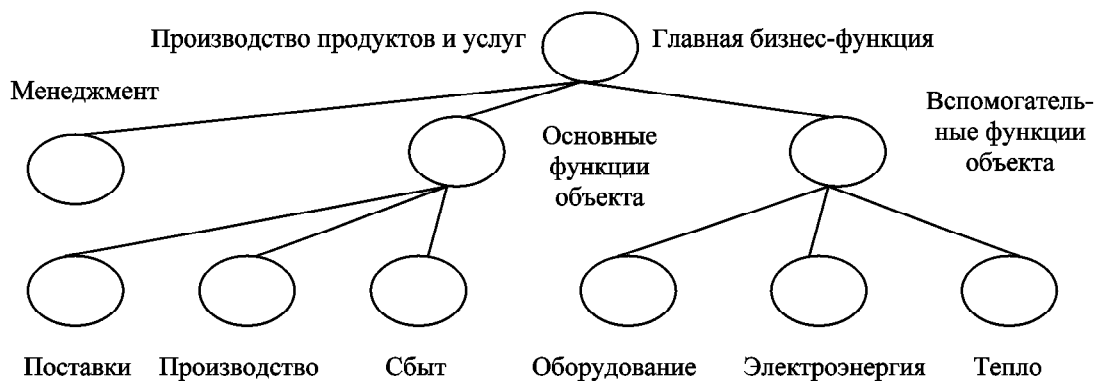 Производство продуктов и услуг
Главная бизнес-функция
Менеджмент
Основные
функции
объекта
Вспомогатель-
ные функции
объекта
Поставки
Производство
Сбыт
Оборудование
Электроэнергия
Тепло